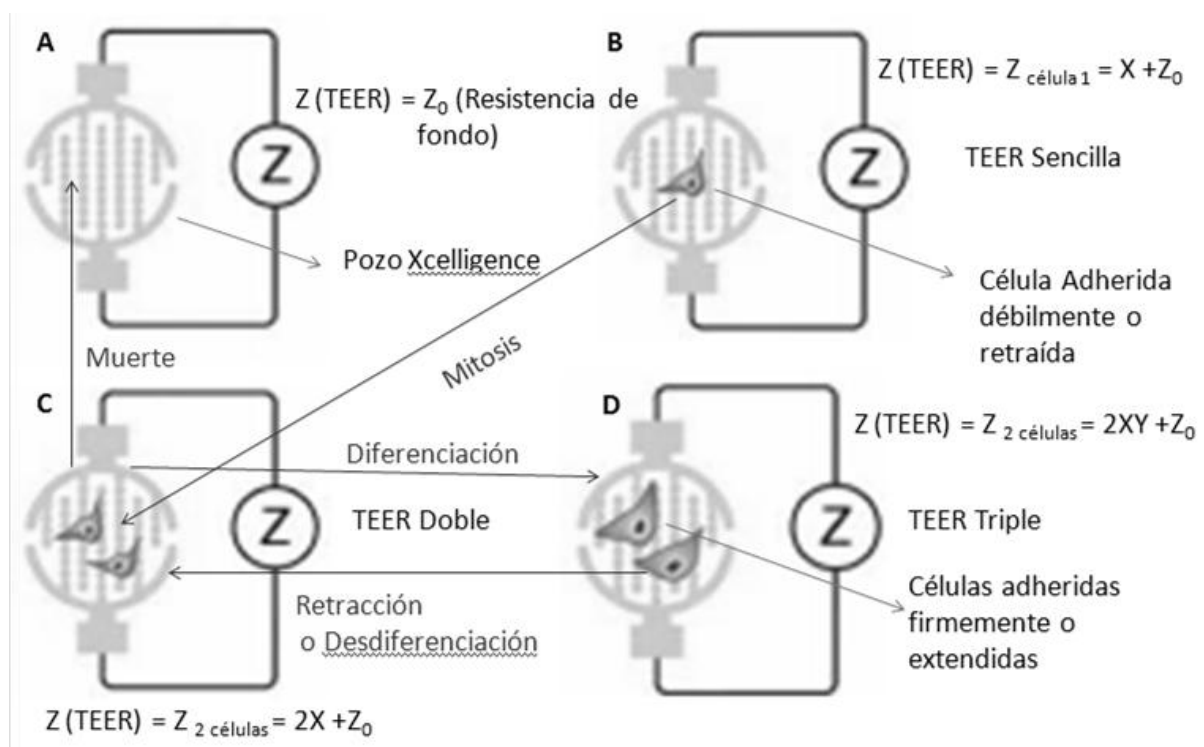 A
Z (TEER) = Z₀ (Resistencia de
fondo)
Z
Pozo Xcelligence
Muerte
B
Z (TEER) = Z célula 1 = X +Z₀
Z
TEER Sencilla
Célula Adherida
débilmente o
retraída
Mitosis
C
Diferenciación
Z
TEER Doble
Retracción
o Desdiferenciación
Z (TEER) = Z 2 células = 2X +Z₀
D
Z (TEER) = Z 2 células = 2XY +Z₀
Z
TEER Triple
Células adheridas
firmemente o
extendidas